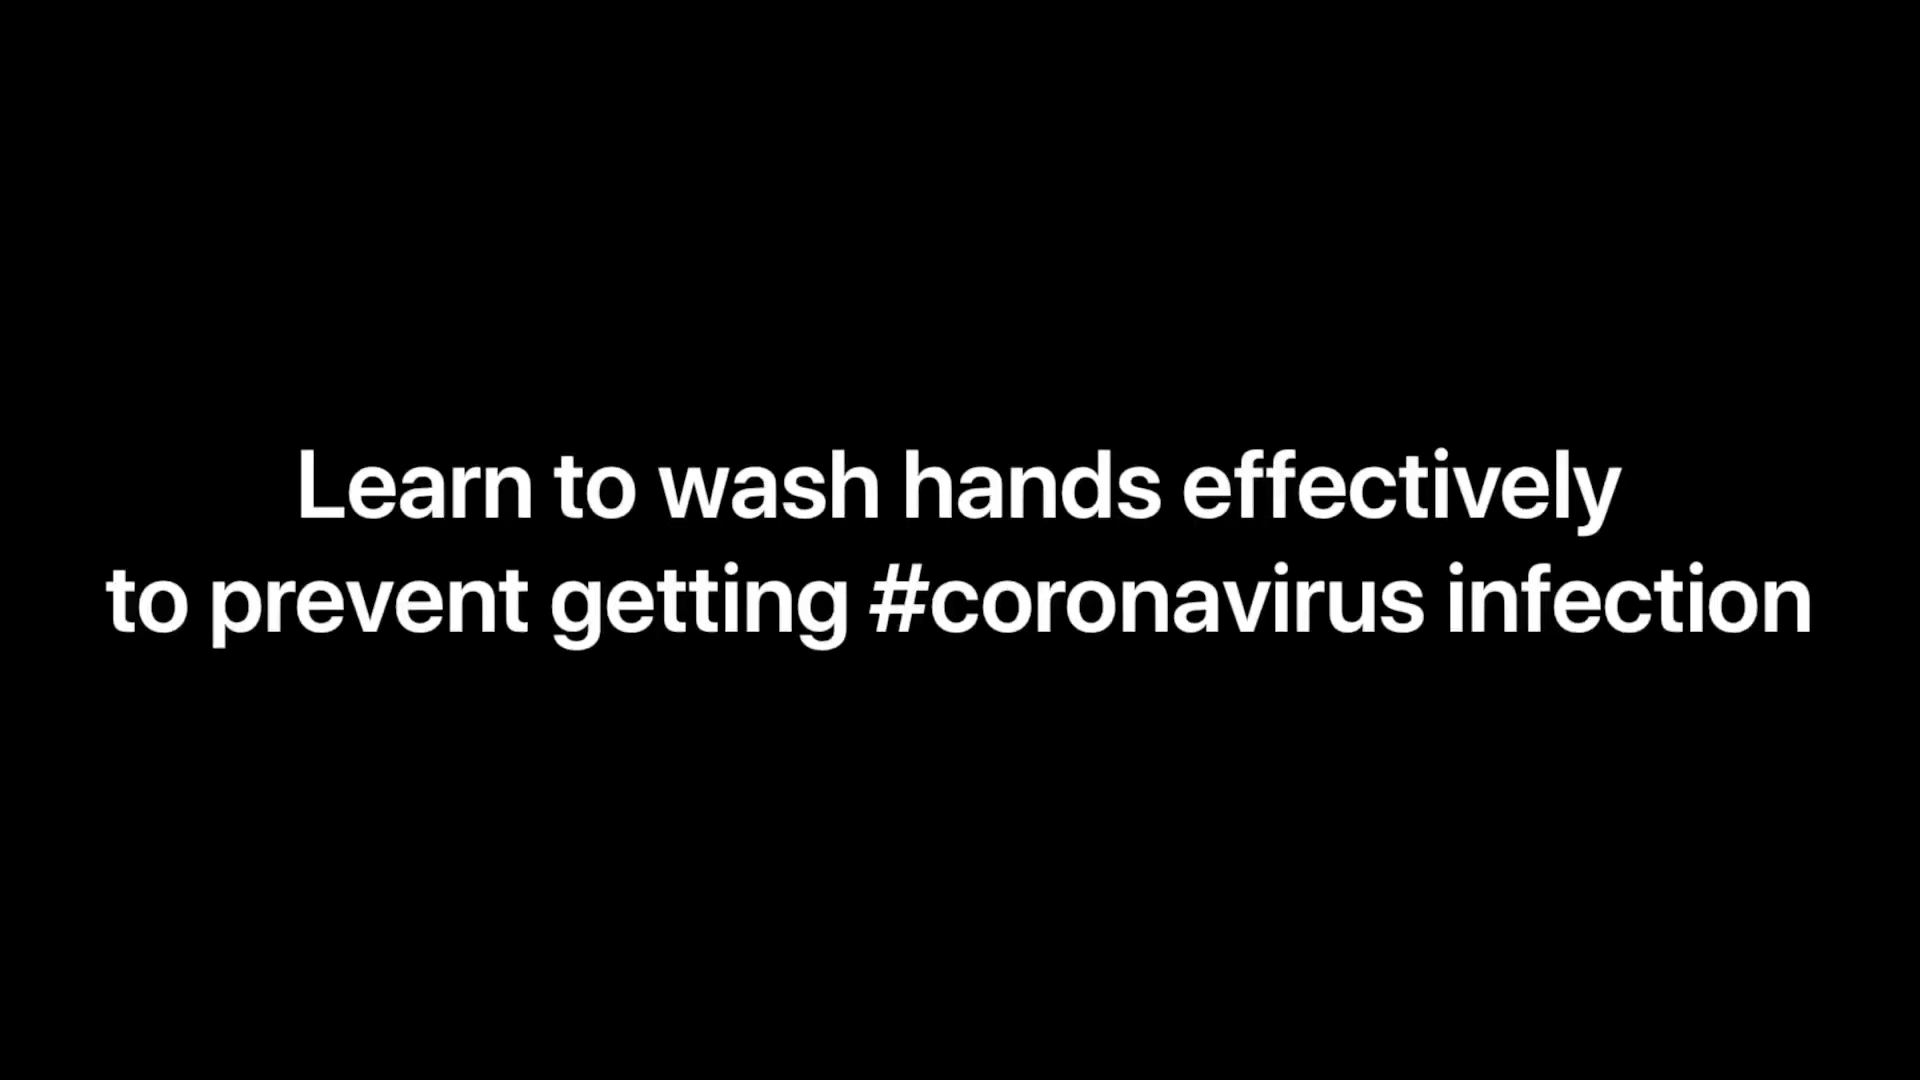 Learn to wash hands effectively
to prevent getting #coronavirus infection